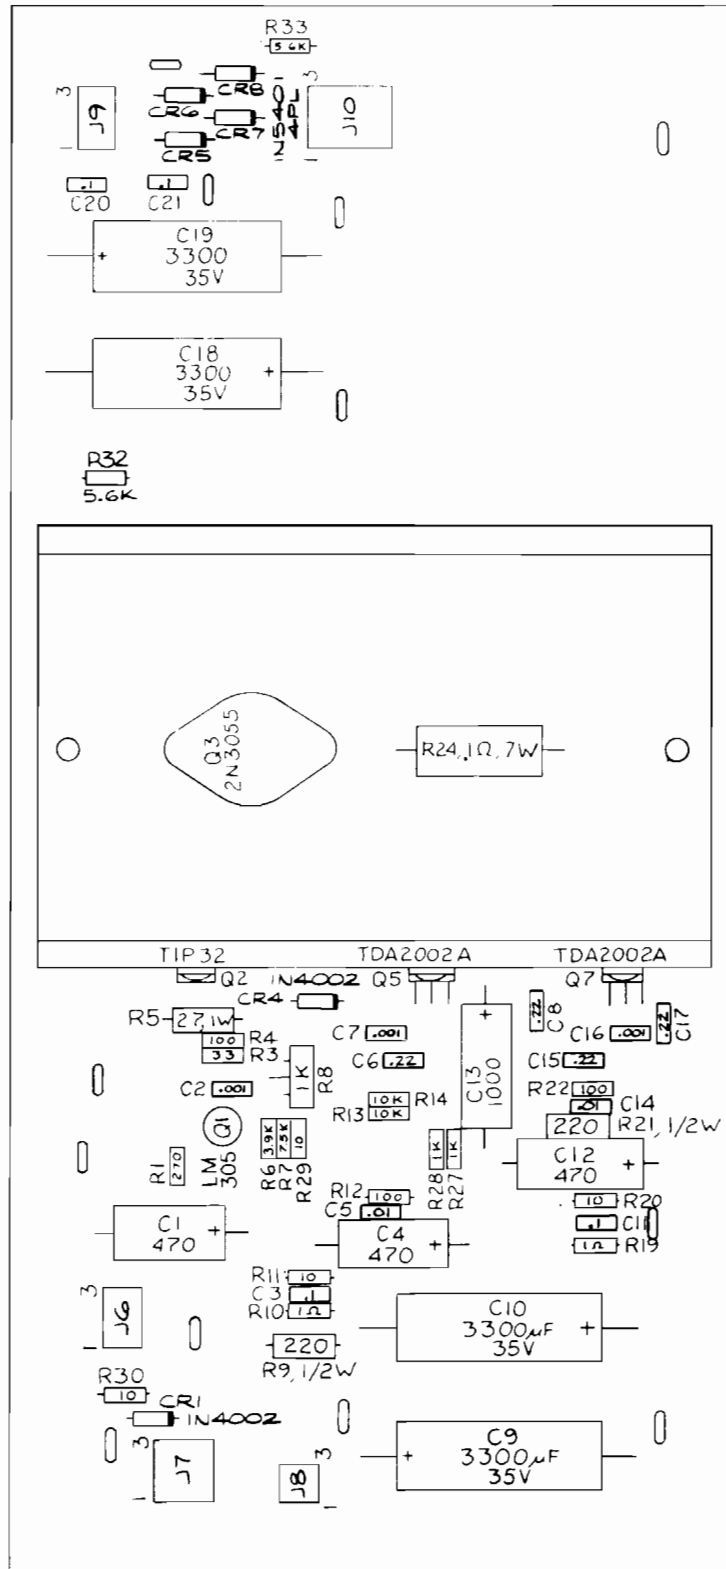 R33
5.6K
3
J9
1
CR8
CR6
CR7
CR5
1N5401
4PL
3
J10
1
.1
C20
.1
C21
C19
3300
35V
+
C18
3300
35V
+
R32
5.6K
Q3
2N3055
R24,.1Ω,7W
TIP32
TDA2002A
TDA2002A
Q2
1N4002
Q5
Q7
CR4
R5
27,1W
100
R4
33
R3
1K
R8
C7
.001
C6
.22
+
C13
1000
.22
C8
C16
.001
.22
C17
C15
.22
C2
.001
10K
R14
R13
10K
R22
100
.01
C14
220
R21,1/2W
Q1
LM
305
R1
270
3.9K
7.5K
10
R6
R7
R29
1K
1K
R28
R27
C12
470
+
R12
100
C5
.01
10
R20
.1
C11
1Ω
R19
C1
470
+
C4
470
+
R11
10
C3
.1
R10
1Ω
3
J6
1
220
R9,1/2W
C10
3300µF
35V
+
R30
10
CR1
1N4002
3
J7
1
J8
3
1
C9
3300µF
35V
+